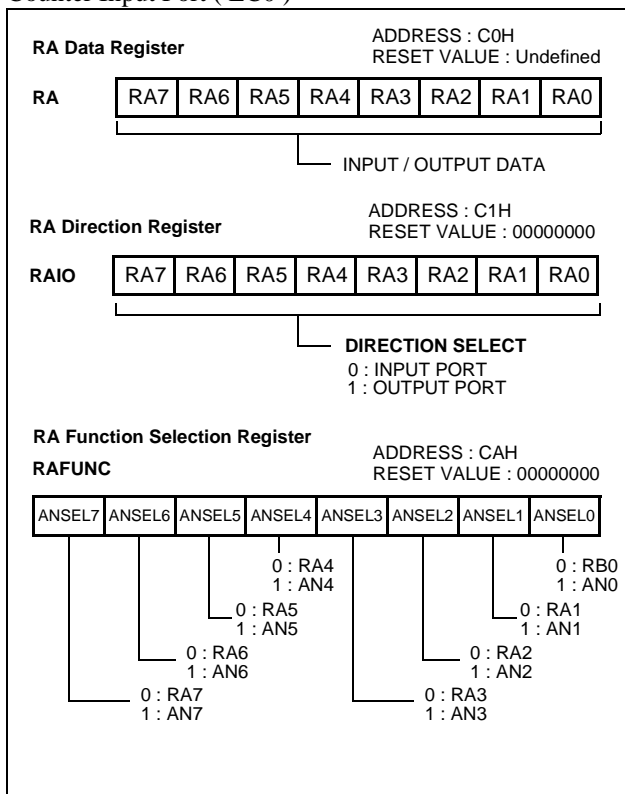 Counter Input Port ( EC0 )
RA Data Register
ADDRESS : C0H
RESET VALUE : Undefined
RA
RA7 RA6 RA5 RA4 RA3 RA2 RA1 RA0
INPUT / OUTPUT DATA
RA Direction Register
ADDRESS : C1H
RESET VALUE : 00000000
RAIO
RA7 RA6 RA5 RA4 RA3 RA2 RA1 RA0
DIRECTION SELECT
0 : INPUT PORT
1 : OUTPUT PORT
RA Function Selection Register
RAFUNC
ADDRESS : CAH
RESET VALUE : 00000000
ANSEL7 ANSEL6 ANSEL5 ANSEL4 ANSEL3 ANSEL2 ANSEL1 ANSEL0
0 : RA4
1 : AN4
0 : RB0
1 : AN0
0 : RA5
1 : AN5
0 : RA1
1 : AN1
0 : RA6
1 : AN6
0 : RA2
1 : AN2
0 : RA7
1 : AN7
0 : RA3
1 : AN3